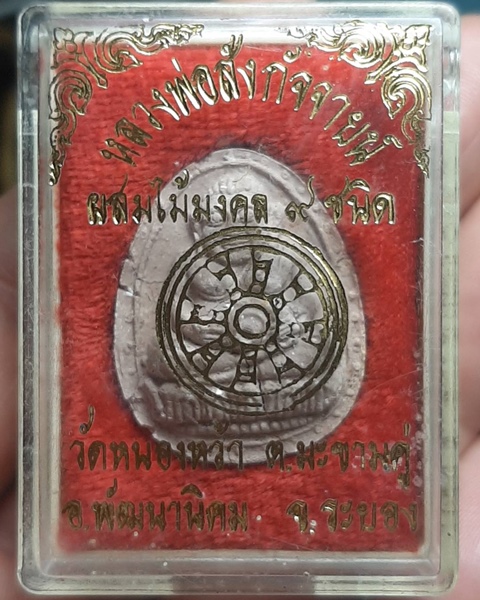 หลวงพ่อสังกัจจายน์
ผสมไม้มงคล ๙ ชนิด
วัดหนองหว้า ต.มะขามคู่
อ.พัฒนานิคม จ.ระยอง